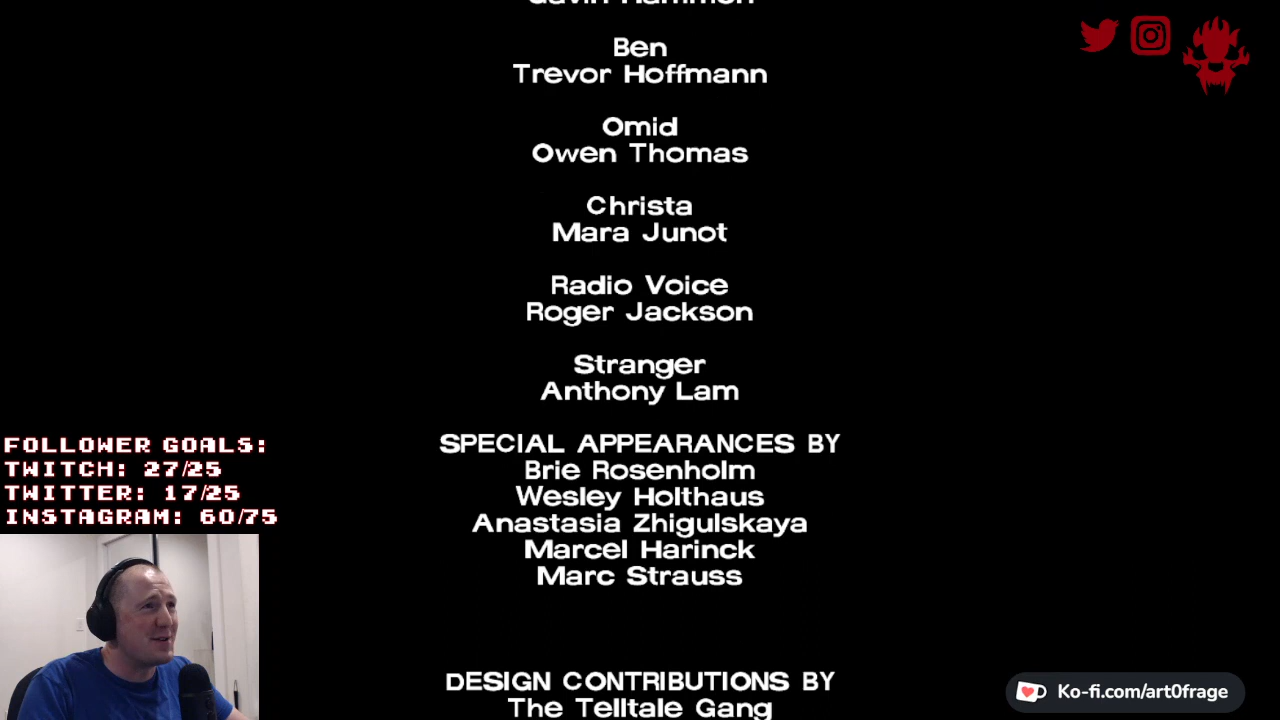 Gavin Hammon
Ben
Trevor Hoffmann
Omid
Owen Thomas
Christa
Mara Junot
Radio Voice
Roger Jackson
Stranger
Anthony Lam
SPECIAL APPEARANCES BY
Brie Rosenholm
Wesley Holthaus
Anastasia Zhigulskaya
Marcel Harinck
Marc Strauss
DESIGN CONTRIBUTIONS BY
The Telltale Gang
FOLLOWER GOALS:
TWITCH: 27/25
TWITTER: 17/25
INSTAGRAM: 60/75
Ko-fi.com/art0frage